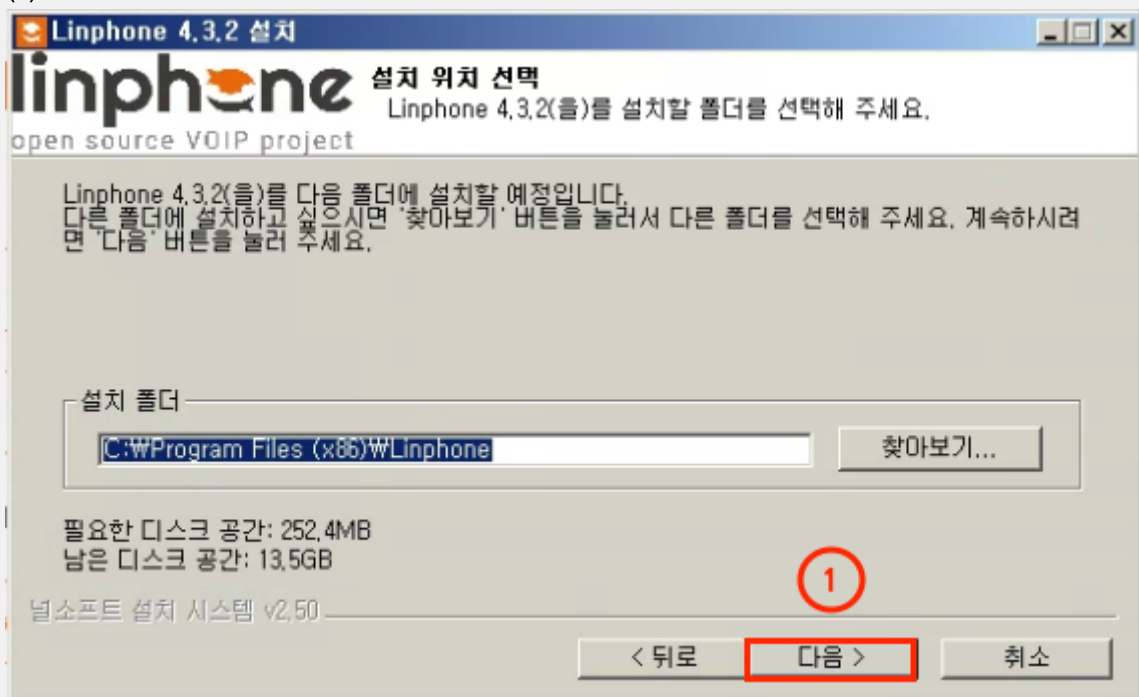 Linphone 4.3.2 설치
linphone
open source VOIP project
설치 위치 선택
Linphone 4.3.2(을)를 설치할 폴더를 선택해 주세요.
Linphone 4.3.2(을)를 다음 폴더에 설치할 예정입니다.
다른 폴더에 설치하고 싶으시면 '찾아보기' 버튼을 눌러서 다른 폴더를 선택해 주세요. 계속하시려
면 '다음' 버튼을 눌러 주세요.
설치 폴더
C:₩Program Files (x86)₩Linphone
찾아보기...
필요한 디스크 공간: 252.4MB
남은 디스크 공간: 13.5GB
1
널소프트 설치 시스템 v2.50
< 뒤로
다음 >
취소